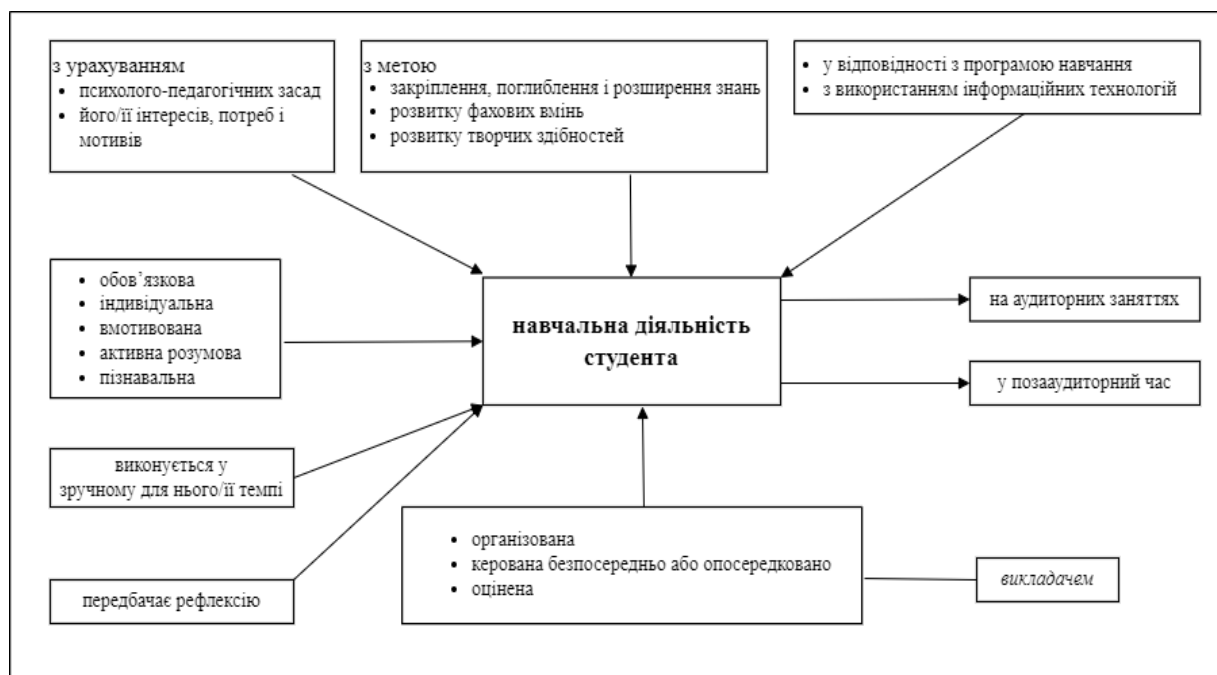 з урахуванням
• психолого-педагогічних засад
• його/її інтересів, потреб і
мотивів
з метою
• закріплення, поглиблення і розширення знань
• розвитку фахових вмінь
• розвитку творчих здібностей
• у відповідності з програмою навчання
• з використанням інформаційних технологій
• обов’язкова
• індивідуальна
• вмотивована
• активна розумова
• пізнавальна
навчальна діяльність
студента
на аудиторних заняттях
у позааудиторний час
виконується у
зручному для нього/її темпі
передбачає рефлексію
• організована
• керована безпосередньо або опосередковано
• оцінена
викладачем